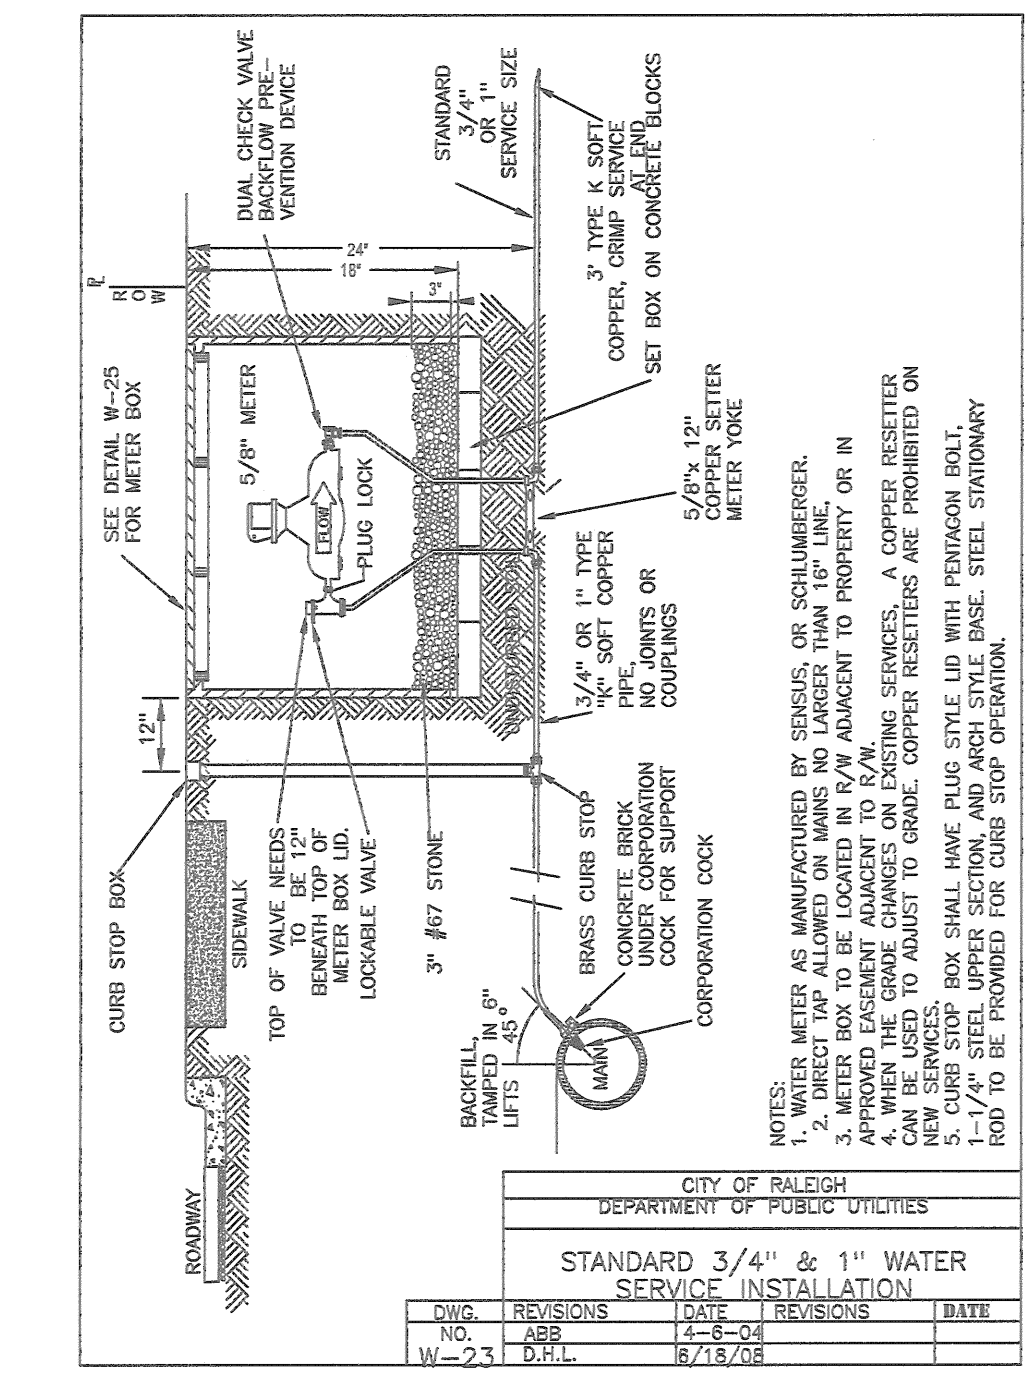 CURB STOP BOX
12"
SEE DETAIL W-25
FOR METER BOX
P L
R
O
W
DUAL CHECK VALVE
BACKFLOW PRE-
VENTION DEVICE
5/8" METER
FLOW
PLUG LOCK
18"
24"
3"
STANDARD
3/4"
OR 1"
SERVICE SIZE
ROADWAY
SIDEWALK
TOP OF VALVE NEEDS
TO BE 12"
BENEATH TOP OF
METER BOX LID.
LOCKABLE VALVE
3" #67 STONE
UNDISTURBED
3' TYPE K SOFT
COPPER, CRIMP SERVICE
AT END
SET BOX ON CONCRETE BLOCKS
5/8"x 12"
COPPER SETTER
METER YOKE
3/4" OR 1" TYPE
"K" SOFT COPPER
PIPE,
NO JOINTS OR
COUPLINGS
BACKFILL,
TAMPED IN 6"
LIFTS
45°
MAIN
BRASS CURB STOP
CONCRETE BRICK
UNDER CORPORATION
COCK FOR SUPPORT
CORPORATION COCK
NOTES:
1. WATER METER AS MANUFACTURED BY SENSUS, OR SCHLUMBERGER.
2. DIRECT TAP ALLOWED ON MAINS NO LARGER THAN 16" LINE,
3. METER BOX TO BE LOCATED IN R/W ADJACENT TO PROPERTY OR IN
APPROVED EASEMENT ADJACENT TO R/W.
4. WHEN THE GRADE CHANGES ON EXISTING SERVICES, A COPPER RESETTER
CAN BE USED TO ADJUST TO GRADE. COPPER RESETTERS ARE PROHIBITED ON
NEW SERVICES.
5. CURB STOP BOX SHALL HAVE PLUG STYLE LID WITH PENTAGON BOLT,
1-1/4" STEEL UPPER SECTION, AND ARCH STYLE BASE. STEEL STATIONARY
ROD TO BE PROVIDED FOR CURB STOP OPERATION.
CITY OF RALEIGH
DEPARTMENT OF PUBLIC UTILITIES
STANDARD 3/4" & 1" WATER
SERVICE INSTALLATION
DWG. REVISIONS DATE REVISIONS DATE
NO. ABB 4-6-04
W-23 D.H.L. 6/18/08